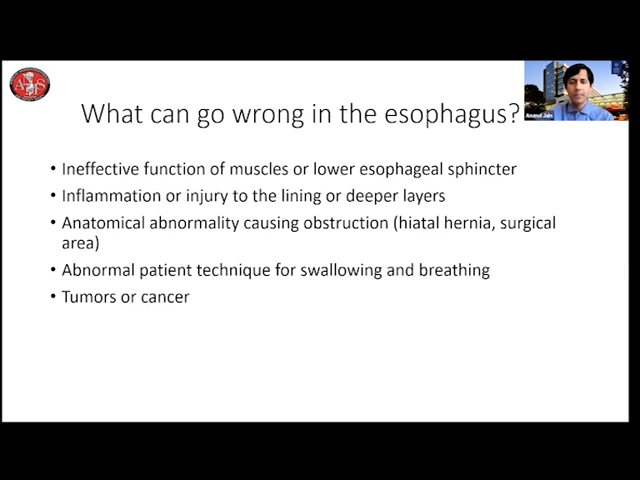 What can go wrong in the esophagus?
Anand Jain
• Ineffective function of muscles or lower esophageal sphincter
• Inflammation or injury to the lining or deeper layers
• Anatomical abnormality causing obstruction (hiatal hernia, surgical
area)
• Abnormal patient technique for swallowing and breathing
• Tumors or cancer